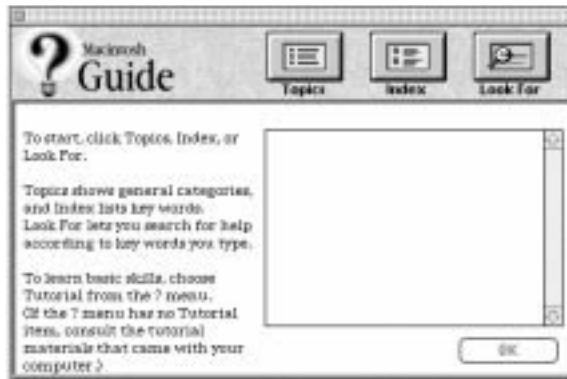 Macintosh
Guide
Topics
Index
Look For
To start, click Topics, Index, or
Look For.
Topics shows general categories,
and Index lists key words.
Look For lets you search for help
according to key words you type.
To learn basic skills, choose
Tutorial from the ? menu.
(If the ? menu has no Tutorial
item, consult the tutorial
materials that came with your
computer.)
OK